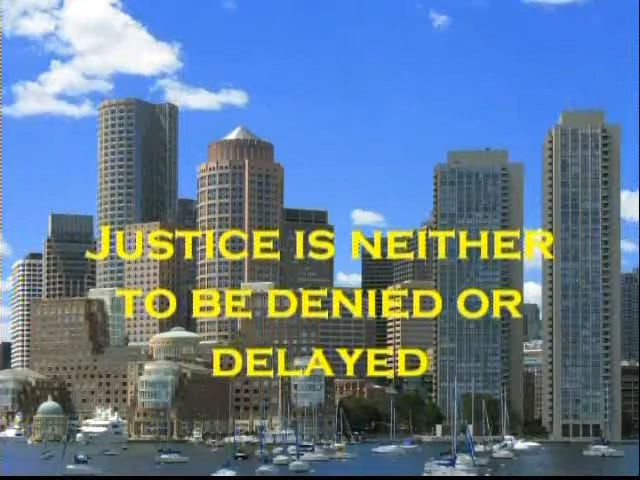 Justice is neither
to be denied or
delayed